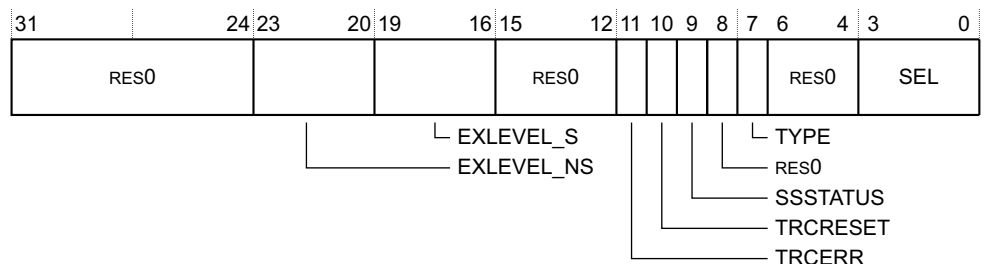 31 24 23 20 19 16 15 12 11 10 9 8 7 6 4 3 0
RES0 RES0 RES0 SEL
EXLEVEL_S TYPE
EXLEVEL_NS RES0
SSSTATUS
TRCRESET
TRCERR